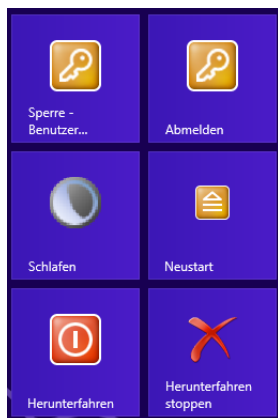 Sperre -
Benutzer...
Abmelden
Schlafen
Neustart
Herunterfahren
Herunterfahren
stoppen